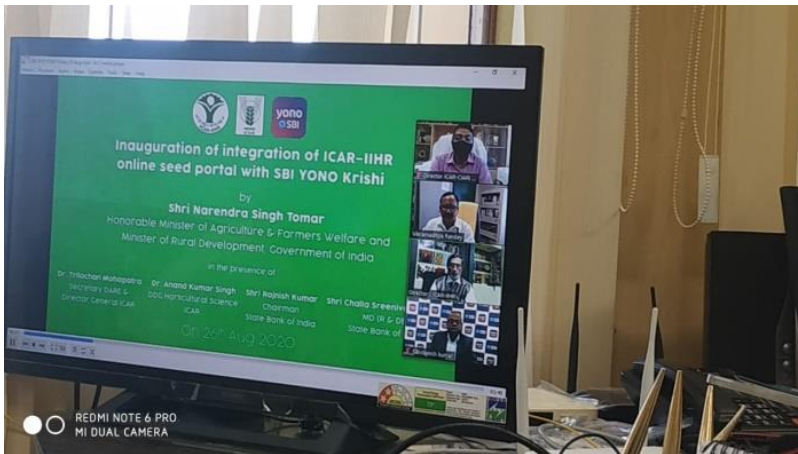 yono
SBI
Inauguration of integration of ICAR-IIHR
online seed portal with SBI YONO Krishi
by
Shri Narendra Singh Tomar
Honorable Minister of Agriculture & Farmers Welfare and
Minister of Rural Development, Government of India
in the presence of
Dr. Trilochan Mohapatra
Secretary DARE &
Director General ICAR
Dr. Anand Kumar Singh
DDG Horticultural Science
ICAR
Shri Rajnish Kumar
Chairman
State Bank of India
Shri Challa Sreeniv
MD (R & D
State Bank of
On 26th Aug 2020
Director ICAR-
REDMI NOTE 6 PRO
MI DUAL CAMERA